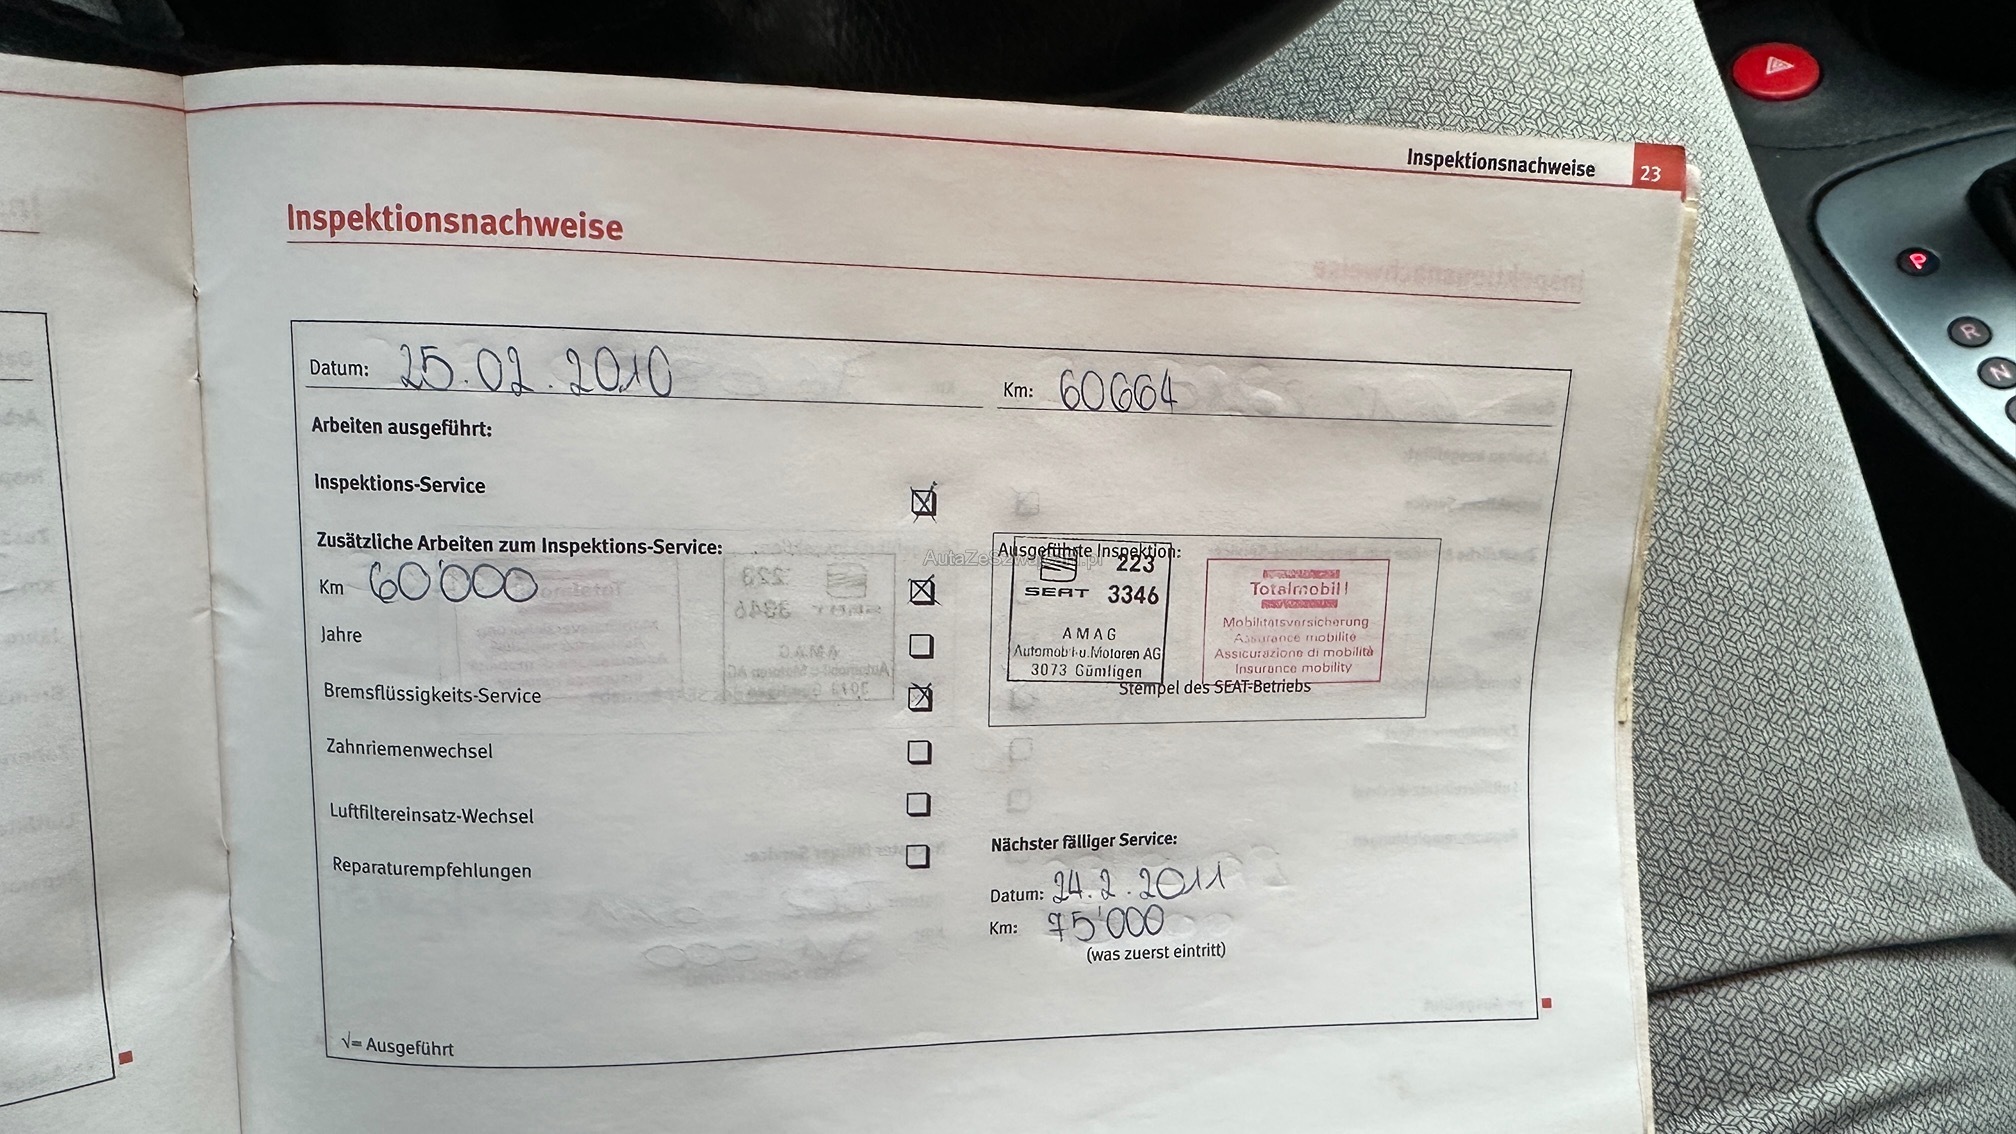 Inspektionsnachweise 23
Inspektionsnachweise
Datum: 25.02.2010
Km: 60664
Arbeiten ausgeführt:
Inspektions-Service
Zusätzliche Arbeiten zum Inspektions-Service:
Km 60'000
Jahre
Bremsflüssigkeits-Service
Zahnriemenwechsel
Luftfiltereinsatz-Wechsel
Reparaturempfehlungen
√= Ausgeführt
Ausgeführte Inspektion:
AutaZeSzwajcarii.pl
223
SEAT 3346
AMAG
Automobil-u.Motoren AG
3073 Gümligen
Totalmobil!
Mobilitätsversicherung
Assurance mobilité
Assicurazione di mobilità
Insurance mobility
Stempel des SEAT-Betriebs
Nächster fälliger Service:
Datum: 24.2.2011
Km: 75'000
(was zuerst eintritt)
P
R
N